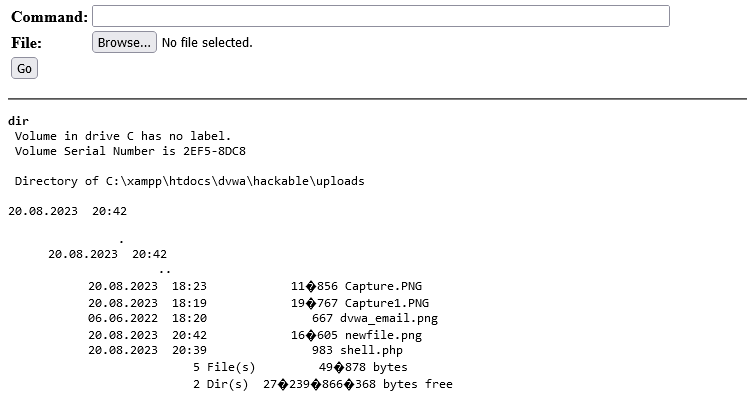 Command:
File: Browse... No file selected.
Go
dir
Volume in drive C has no label.
Volume Serial Number is 2EF5-8DC8
Directory of C:\xampp\htdocs\dvwa\hackable\uploads
20.08.2023  20:42
.
20.08.2023  20:42
..
20.08.2023  18:23            11�856 Capture.PNG
20.08.2023  18:19            19�767 Capture1.PNG
06.06.2022  18:20               667 dvwa_email.png
20.08.2023  20:42            16�605 newfile.png
20.08.2023  20:39               983 shell.php
5 File(s)         49�878 bytes
2 Dir(s)  27�239�866�368 bytes free